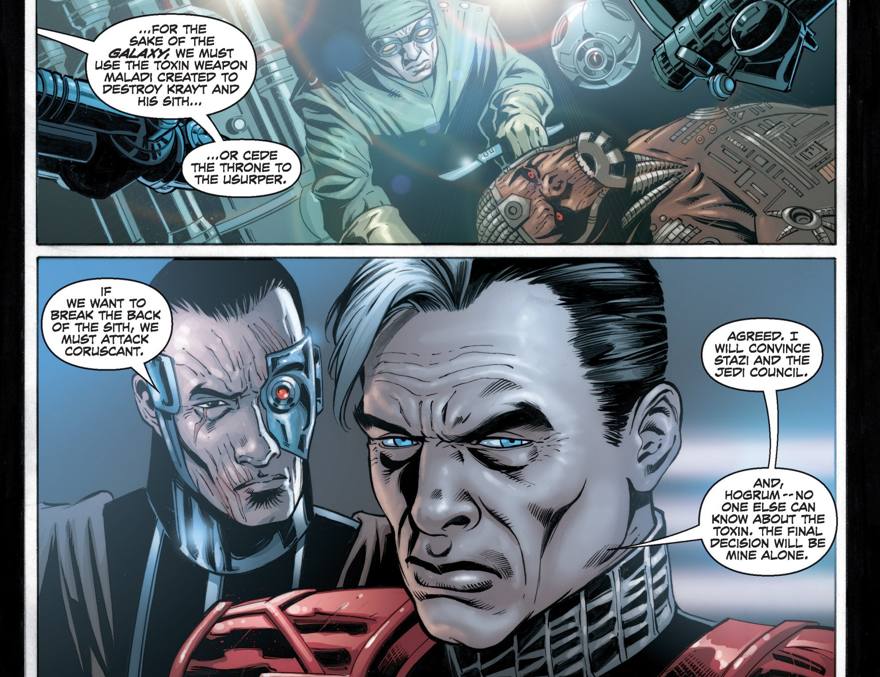 ...FOR THE
SAKE OF THE
GALAXY, WE MUST
USE THE TOXIN WEAPON
MALADI CREATED TO
DESTROY KRAYT AND
HIS SITH...
...OR CEDE
THE THRONE TO
THE USURPER.
IF
WE WANT TO
BREAK THE BACK
OF THE SITH, WE
MUST ATTACK
CORUSCANT.
AGREED. I
WILL CONVINCE
STAZI AND THE
JEDI COUNCIL.
AND,
HOGRUM--NO
ONE ELSE CAN
KNOW ABOUT THE
TOXIN. THE FINAL
DECISION WILL BE
MINE ALONE.